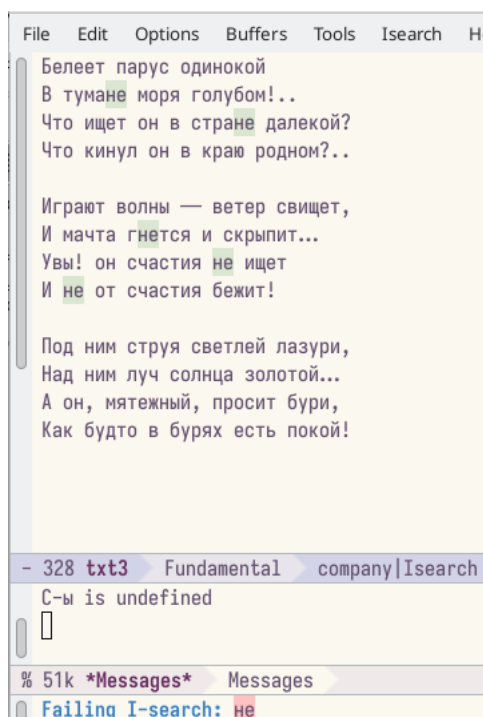 File Edit Options Buffers Tools Isearch
Белеет парус одинокой
В тумане моря голубом!..
Что ищет он в стране далекой?
Что кинул он в краю родном?..
Играют волны — ветер свищет,
И мачта гнется и скрыпит...
Увы! он счастия не ищет
И не от счастия бежит!
Под ним струя светлей лазури,
Над ним луч солнца золотой...
А он, мятежный, просит бури,
Как будто в бурях есть покой!
- 328 txt3 Fundamental company|Isearch
C-ы is undefined
% 51k *Messages* Messages
Failing I-search: не